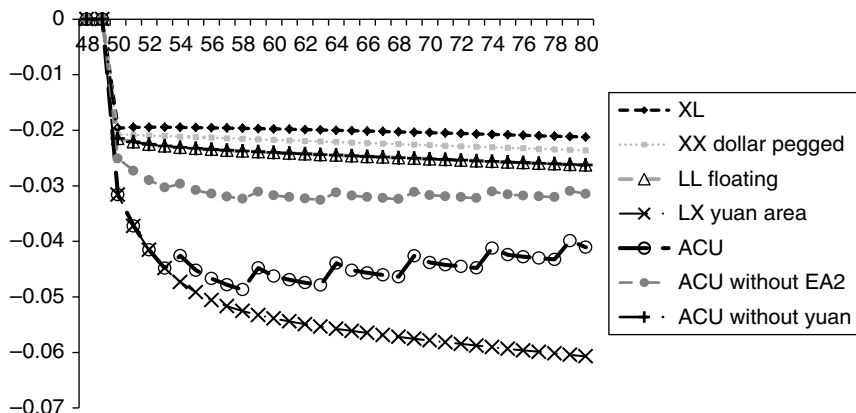 0
48 50 52 54 56 58 60 62 64 66 68 70 72 74 76 78 80
–0.01
–0.02
–0.03
–0.04
–0.05
–0.06
–0.07
XL
XX dollar pegged
LL floating
LX yuan area
ACU
ACU without EA2
ACU without yuan